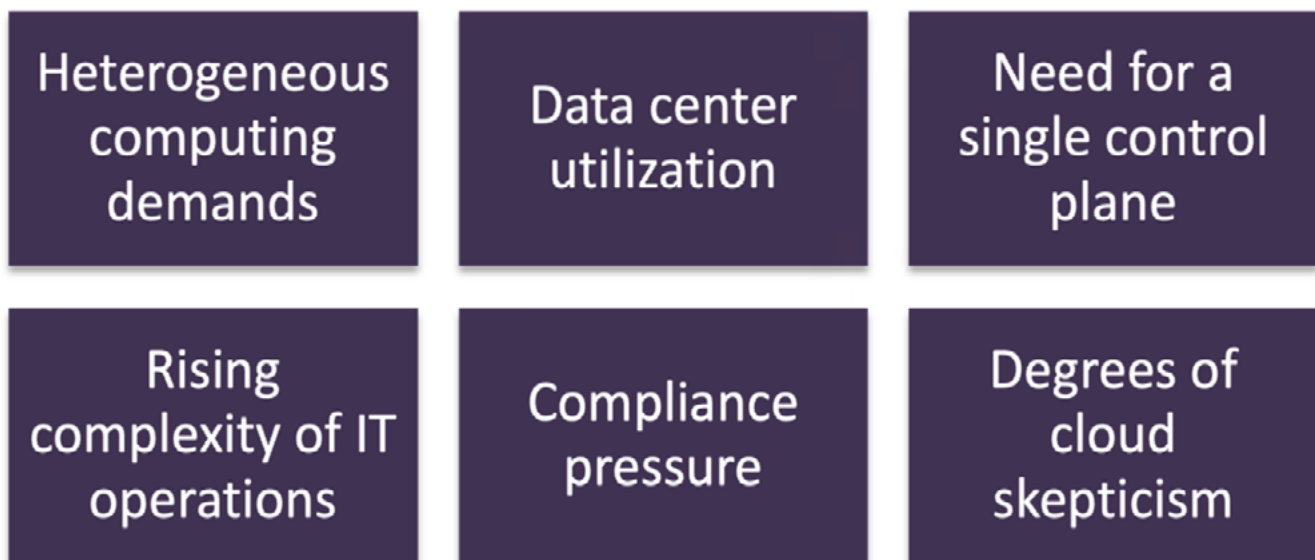 Heterogeneous
computing
demands
Data center
utilization
Need for a
single control
plane
Rising
complexity of IT
operations
Compliance
pressure
Degrees of
cloud
skepticism